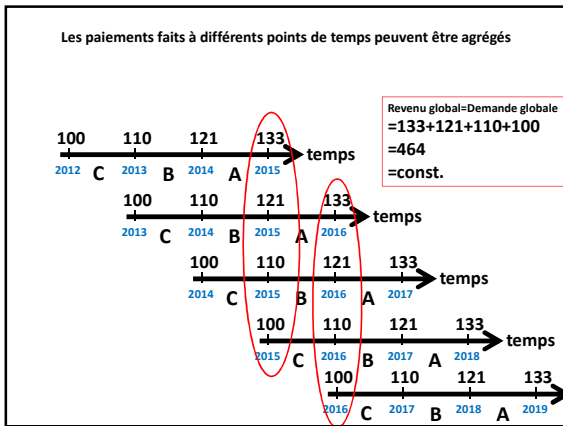 Les paiements faits à différents points de temps peuvent être agrégés
Revenu global=Demande globale
=133+121+110+100
=464
=const.
100 110 121 133
temps
2012 C 2013 B 2014 A 2015
100 110 121 133
temps
2013 C 2014 B 2015 A 2016
100 110 121 133
temps
2014 C 2015 B 2016 A 2017
100 110 121 133
temps
2015 C 2016 B 2017 A 2018
100 110 121 133
2016 C 2017 B 2018 A 2019